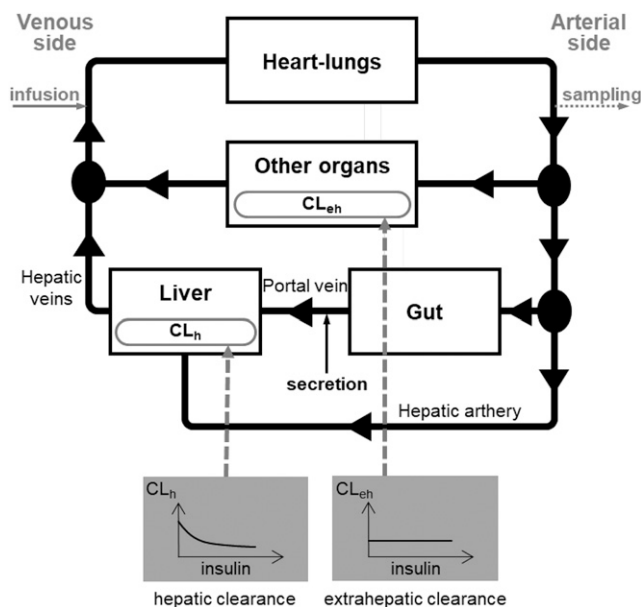 Venous
side
Arterial
side
Heart-lungs
infusion
sampling
Other organs
CLeh
Hepatic
veins
Liver
Portal vein
Gut
CLh
secretion
Hepatic arthery
CLh
insulin
CLeh
insulin
hepatic clearance
extrahepatic clearance